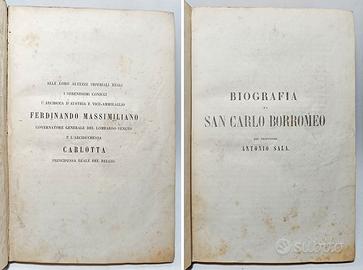 ALLE LORO ALTEZZE IMPERIALI REALI
I SERENISSIMI CONIUGI
L'ARCIDUCA D'AUSTRIA E VICE-AMMIRAGLIO
FERDINANDO MASSIMILIANO
GOVERNATORE GENERALE DEL LOMBARDO-VENETO
E L'ARCIDUCHESSA
CARLOTTA
PRINCIPESSA REALE DEL BELGIO
BIOGRAFIA
DI
SAN CARLO BORROMEO
DEL PROFESSORE
ANTONIO SALA.
subito